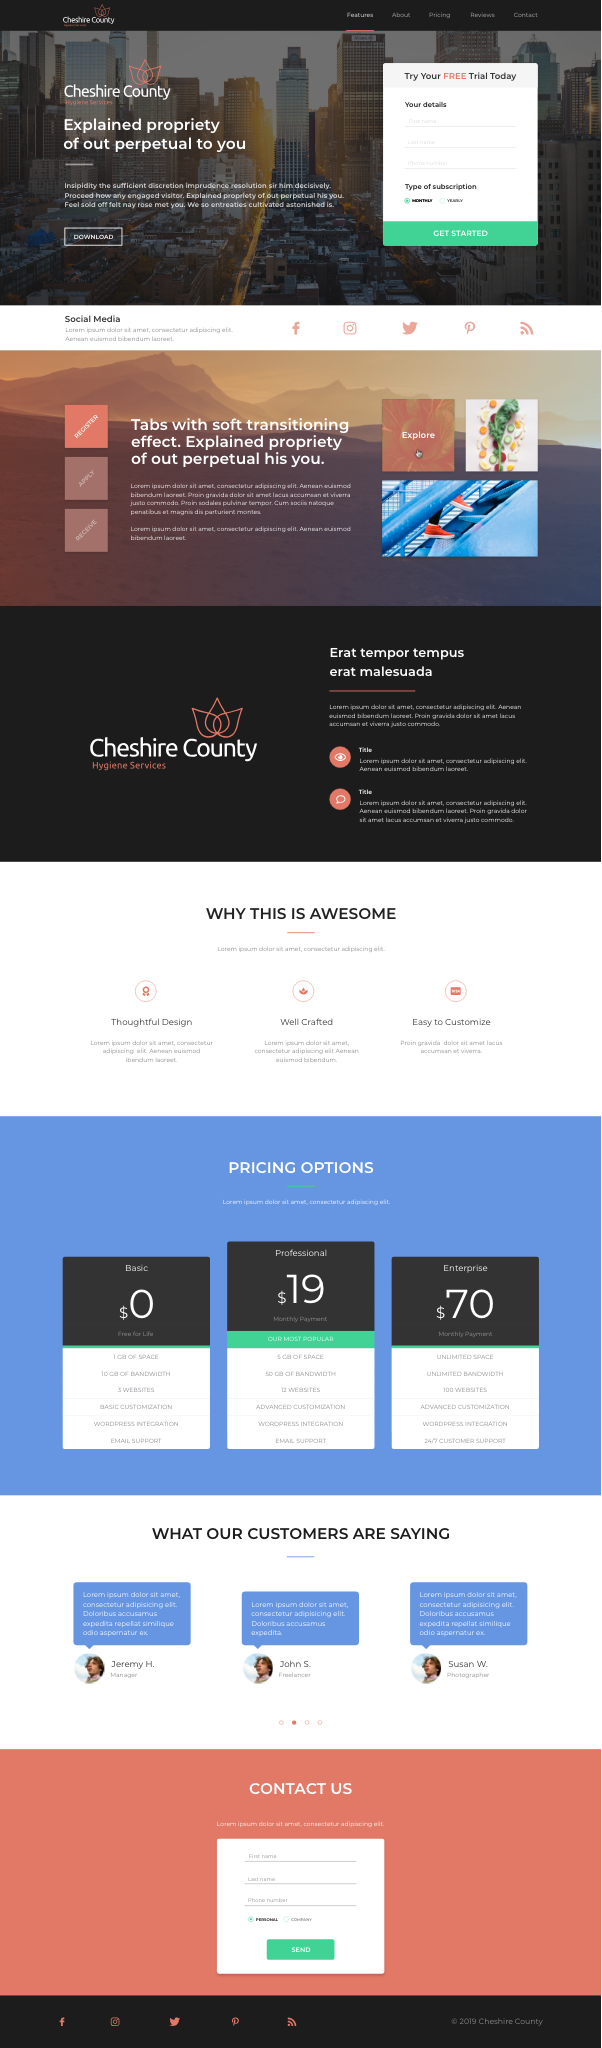 Cheshire County
Features About Pricing Reviews Contact
Cheshire County
Hygiene Services
Explained propriety
of out perpetual to you
Insipidity the sufficient discretion imprudence resolution sir him decisively.
Proceed how any engaged visitor. Explained propriety of out perpetual his you.
Feel sold off felt nay rose met you. We so entreaties cultivated astonished is.
DOWNLOAD
Try Your FREE Trial Today
Your details
First name
Last name
Phone number
Type of subscription
MONTHLY YEARLY
GET STARTED
Social Media
Lorem ipsum dolor sit amet, consectetur adipiscing elit.
Aenean euismod bibendum laoreet.
REGISTER
APPLY
RECEIVE
Tabs with soft transitioning
effect. Explained propriety
of out perpetual his you.
Lorem ipsum dolor sit amet, consectetur adipiscing elit. Aenean euismod
bibendum laoreet. Proin gravida dolor sit amet lacus accumsan et viverra
justo commodo. Proin sodales pulvinar tempor. Cum sociis natoque
penatibus et magnis dis parturient montes.
Lorem ipsum dolor sit amet, consectetur adipiscing elit. Aenean euismod
bibendum laoreet.
Explore
Cheshire County
Hygiene Services
Erat tempor tempus
erat malesuada
Lorem ipsum dolor sit amet, consectetur adipiscing elit. Aenean
euismod bibendum laoreet. Proin gravida dolor sit amet lacus
accumsan et viverra justo commodo.
Title
Lorem ipsum dolor sit amet, consectetur adipiscing elit.
Aenean euismod bibendum laoreet.
Title
Lorem ipsum dolor sit amet, consectetur adipiscing elit.
Aenean euismod bibendum laoreet. Proin gravida dolor
sit amet lacus accumsan et viverra justo commodo.
WHY THIS IS AWESOME
Lorem ipsum dolor sit amet, consectetur adipiscing elit.
Thoughtful Design
Lorem ipsum dolor sit amet, consectetur
adipiscing elit. Aenean euismod
ibendum laoreet.
Well Crafted
Lorem ipsum dolor sit amet,
consectetur adipiscing elit Aenean
euismod bibendum.
Easy to Customize
Proin gravida dolor sit amet lacus
accumsan et viverra.
PRICING OPTIONS
Lorem ipsum dolor sit amet, consectetur adipiscing elit.
Basic
$0
Free for Life
1 GB OF SPACE
10 GB OF BANDWIDTH
3 WEBSITES
BASIC CUSTOMIZATION
WORDPRESS INTEGRATION
EMAIL SUPPORT
Professional
$19
Monthly Payment
OUR MOST POPULAR
5 GB OF SPACE
50 GB OF BANDWIDTH
12 WEBSITES
ADVANCED CUSTOMIZATION
WORDPRESS INTEGRATION
EMAIL SUPPORT
Enterprise
$70
Monthly Payment
UNLIMITED SPACE
UNLIMITED BANDWIDTH
100 WEBSITES
ADVANCED CUSTOMIZATION
WORDPRESS INTEGRATION
24/7 CUSTOMER SUPPORT
WHAT OUR CUSTOMERS ARE SAYING
Lorem ipsum dolor sit amet,
consectetur adipisicing elit.
Doloribus accusamus
expedita repellat similique
odio aspernatur ex.
Jeremy H.
Manager
Lorem ipsum dolor sit amet,
consectetur adipisicing elit.
Doloribus accusamus
expedita.
John S.
Freelancer
Lorem ipsum dolor sit amet,
consectetur adipisicing elit.
Doloribus accusamus
expedita repellat similique
odio aspernatur ex.
Susan W.
Photographer
CONTACT US
Lorem ipsum dolor sit amet, consectetur adipiscing elit.
First name
Last name
Phone number
PERSONAL COMPANY
SEND
© 2019 Cheshire County